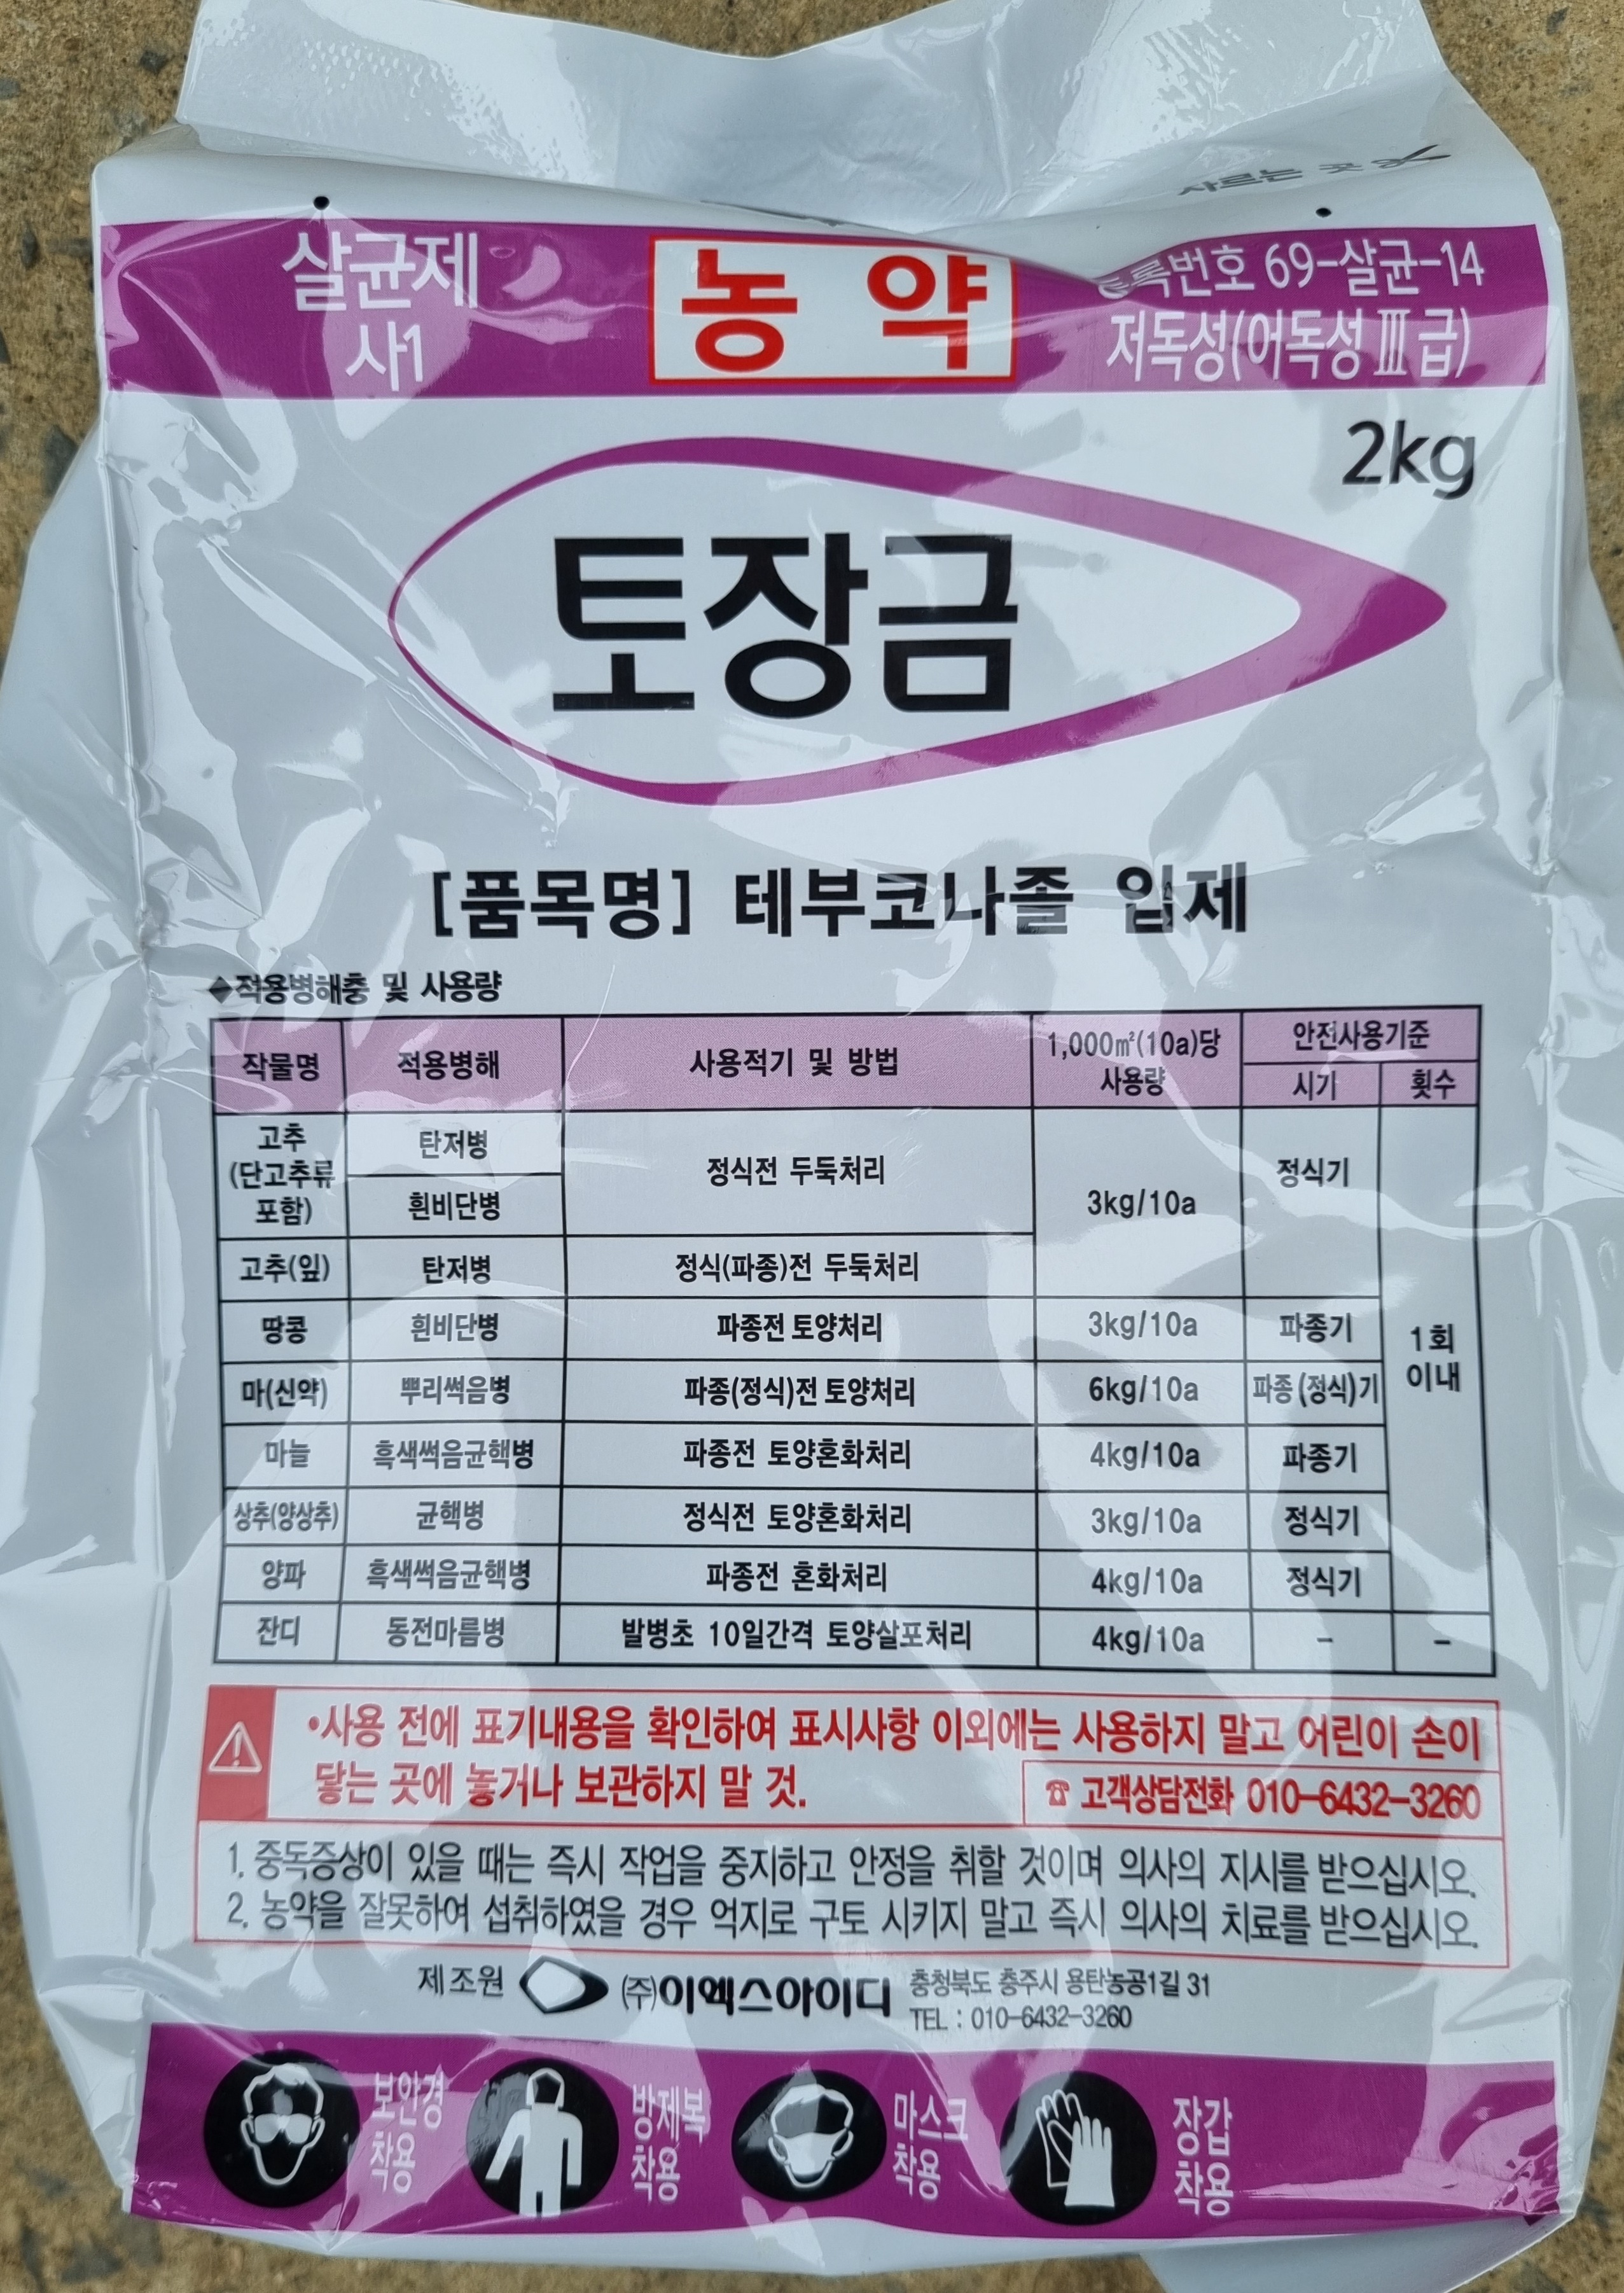 자르는 곳
살균제
사1
농 약
등록번호 69-살균-14
저독성(어독성Ⅲ급)
2kg
토장금
[품목명] 테부코나졸 입제
◆적용병해충 및 사용량
작물명 적용병해 사용적기 및 방법 1,000㎡(10a)당 사용량 안전사용기준
시기 횟수
고추 (단고추류 포함) 탄저병 정식전 두둑처리 3kg/10a 정식기 1회 이내
흰비단병
고추(잎) 탄저병 정식(파종)전 두둑처리
땅콩 흰비단병 파종전 토양처리 3kg/10a 파종기
마(신약) 뿌리썩음병 파종(정식)전 토양처리 6kg/10a 파종(정식)기
마늘 흑색썩음균핵병 파종전 토양혼화처리 4kg/10a 파종기
상추(양상추) 균핵병 정식전 토양혼화처리 3kg/10a 정식기
양파 흑색썩음균핵병 파종전 혼화처리 4kg/10a 정식기
잔디 동전마름병 발병초 10일간격 토양살포처리 4kg/10a - -
•사용 전에 표기내용을 확인하여 표시사항 이외에는 사용하지 말고 어린이 손이
닿는 곳에 놓거나 보관하지 말 것.
☎ 고객상담전화 010-6432-3260
1. 중독증상이 있을 때는 즉시 작업을 중지하고 안정을 취할 것이며 의사의 지시를 받으십시오.
2. 농약을 잘못하여 섭취하였을 경우 억지로 구토 시키지 말고 즉시 의사의 치료를 받으십시오.
제조원 (주)이엑스아이디 충청북도 충주시 용탄농공1길 31
TEL : 010-6432-3260
보안경
착용
방제복
착용
마스크
착용
장갑
착용